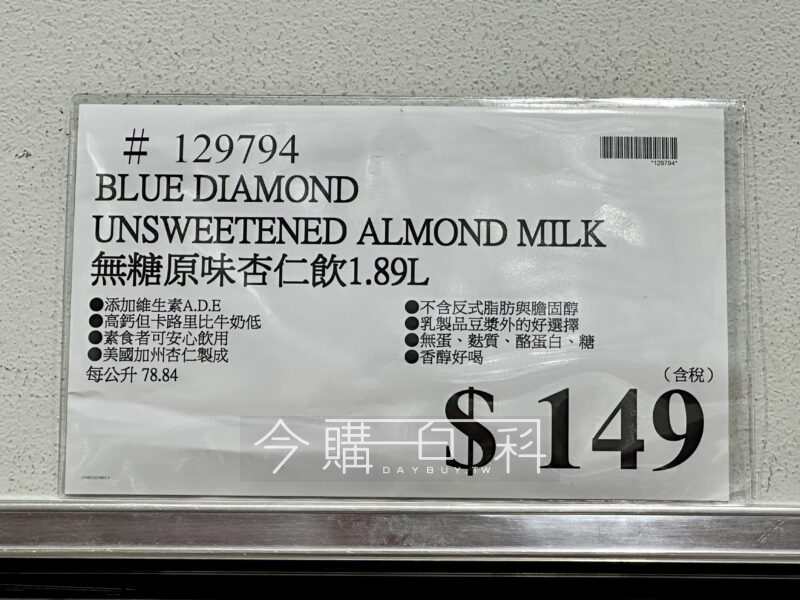 # 129794
*129794*
BLUE DIAMOND
UNSWEETENED ALMOND MILK
無糖原味杏仁飲1.89L
●添加維生素A.D.E
●高鈣但卡路里比牛奶低
●素食者可安心飲用
●美國加州杏仁製成
●不含反式脂肪與膽固醇
●乳製品豆漿外的好選擇
●無蛋、麩質、酪蛋白、糖
●香醇好喝
每公升 78.84
(含稅)
$ 149
今購百科
DAYBUY.TW